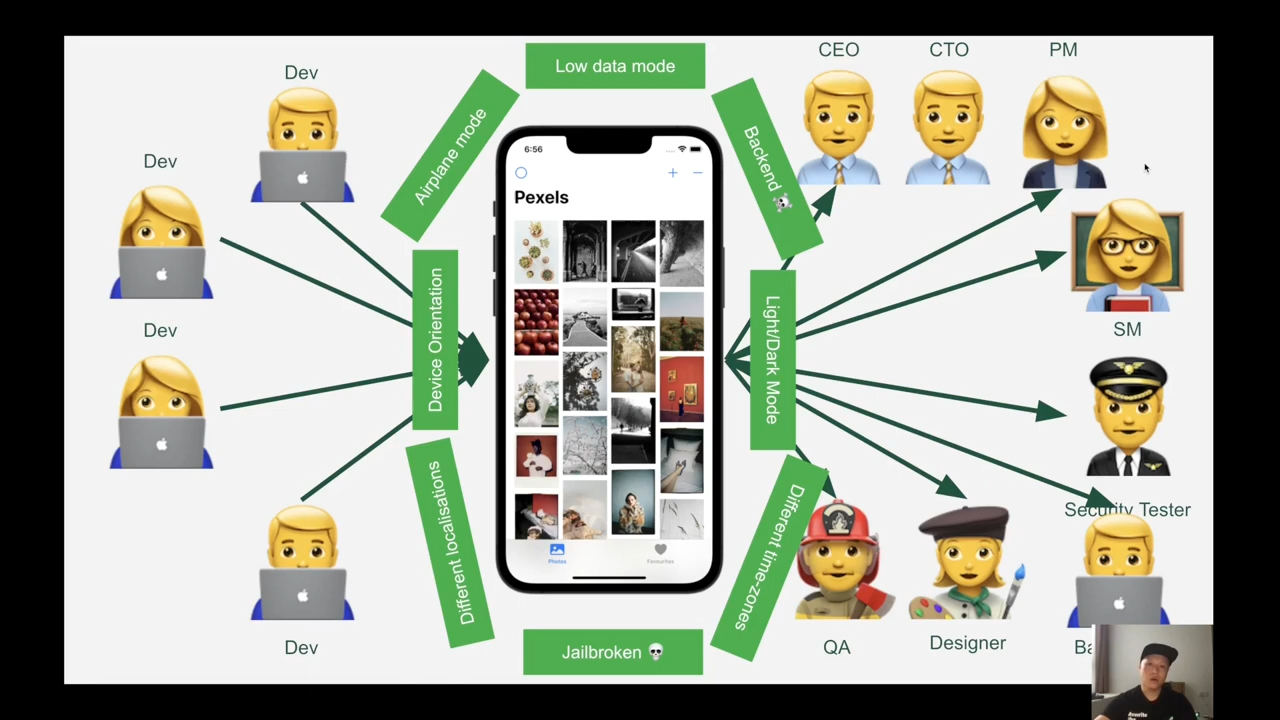 CEO
CTO
PM
Low data mode
Dev
Airplane mode
Backend ☠
6:56
Dev
Pexels
Device Orientation
Light/Dark Mode
Dev
SM
Different localisations
Different time-zones
Security Tester
Photos
Favourites
Dev
Jailbroken 💀
QA
Designer